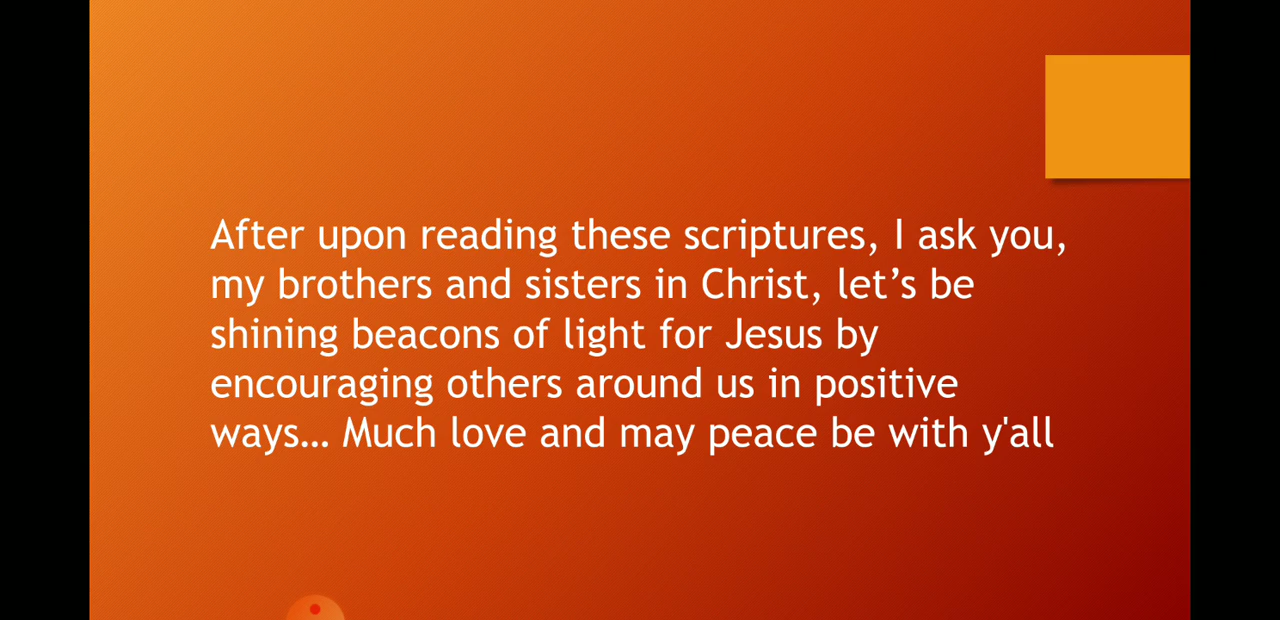 After upon reading these scriptures, I ask you,
my brothers and sisters in Christ, let’s be
shining beacons of light for Jesus by
encouraging others around us in positive
ways… Much love and may peace be with y'all